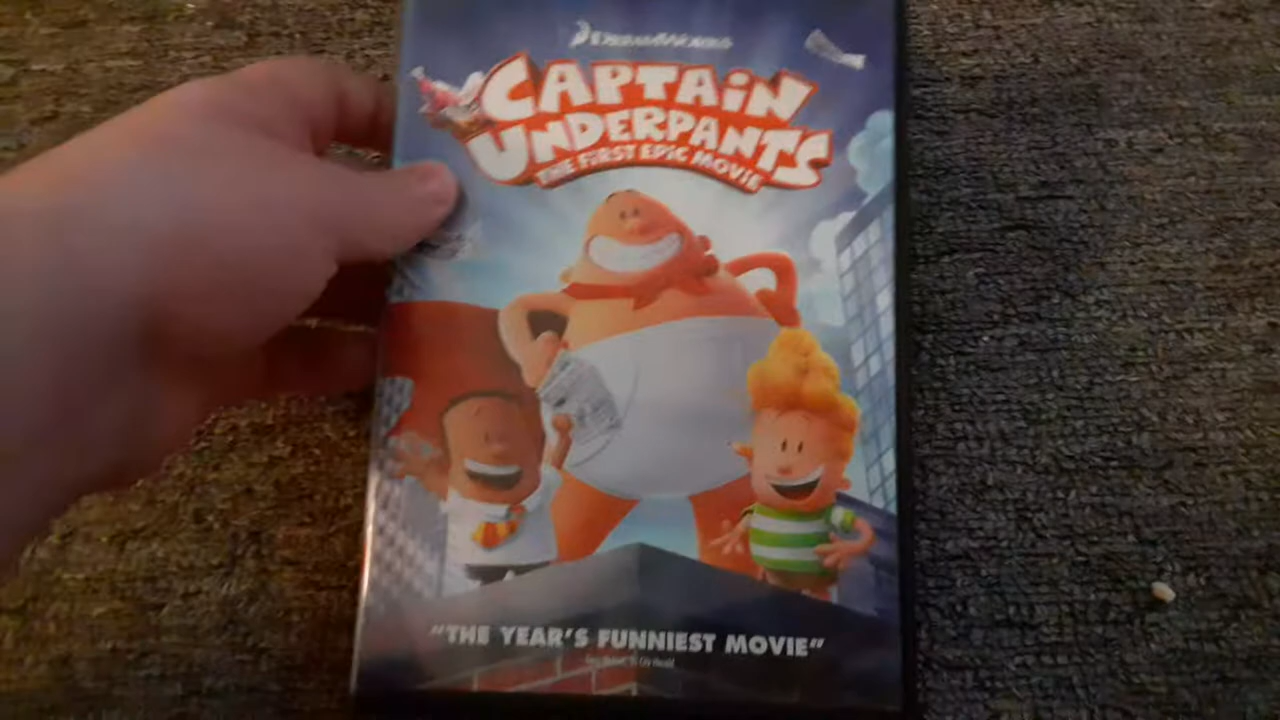 DREAMWORKS
CAPTAIN
UNDERPANTS
THE FIRST EPIC MOVIE
"THE YEAR'S FUNNIEST MOVIE"